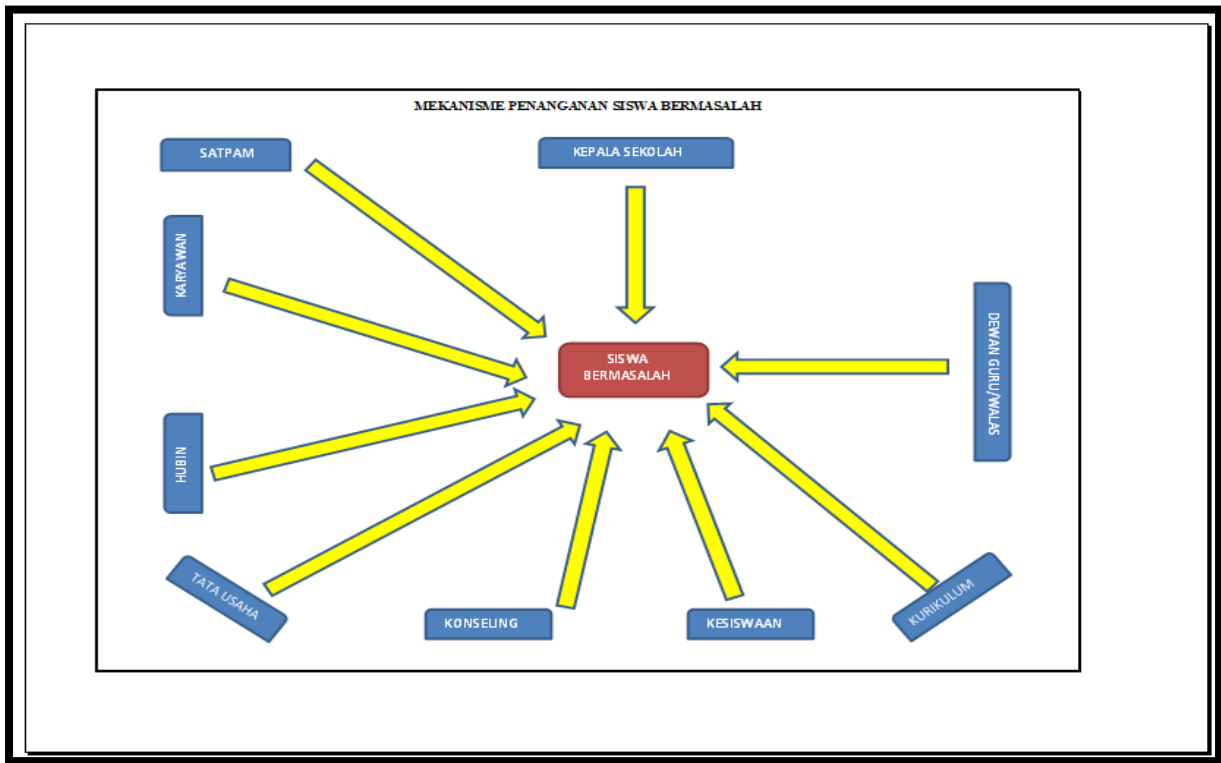 MEKANISME PENANGANAN SISWA BERMASALAH
SATPAM
KEPALA SEKOLAH
KARYAWAN
DEWAN GURU/WALAS
SISWA
BERMASALAH
HUBIN
TATA USAHA
KONSELING
KESISWAAN
KURIKULUM